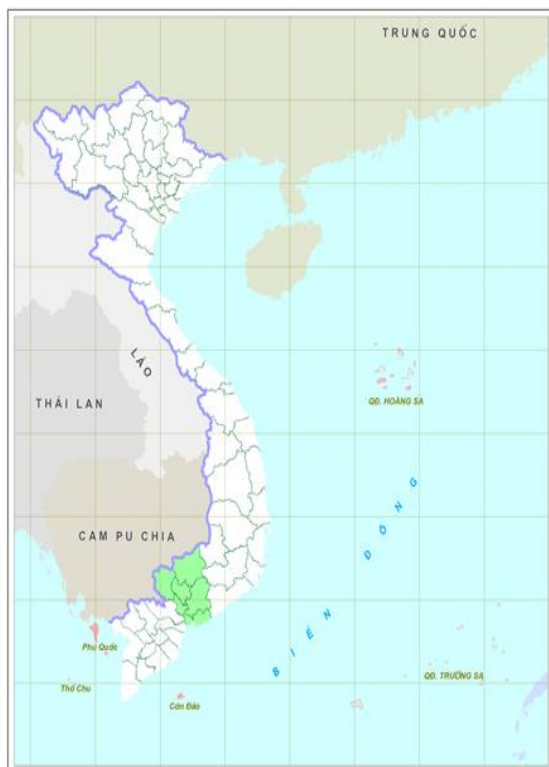 TRUNG QUỐC
LÁO
THÁI LAN
QĐ. HOÀNG SA
CAM PU CHIA
BIỂN ĐÔNG
Phú Quốc
QĐ. TRƯỜNG SA
Thổ Chu
Côn Đảo